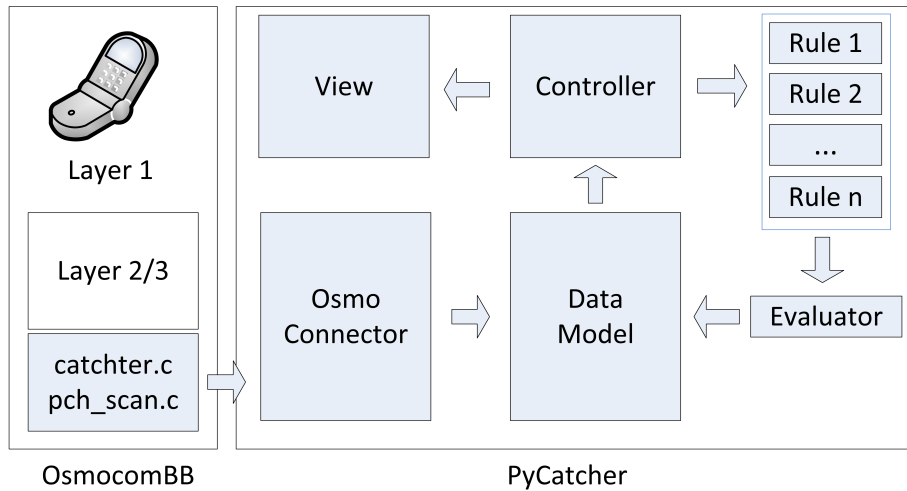 Layer 1
Layer 2/3
catchter.c
pch_scan.c
OsmocomBB
View
Controller
Rule 1
Rule 2
...
Rule n
Osmo
Connector
Data
Model
Evaluator
PyCatcher